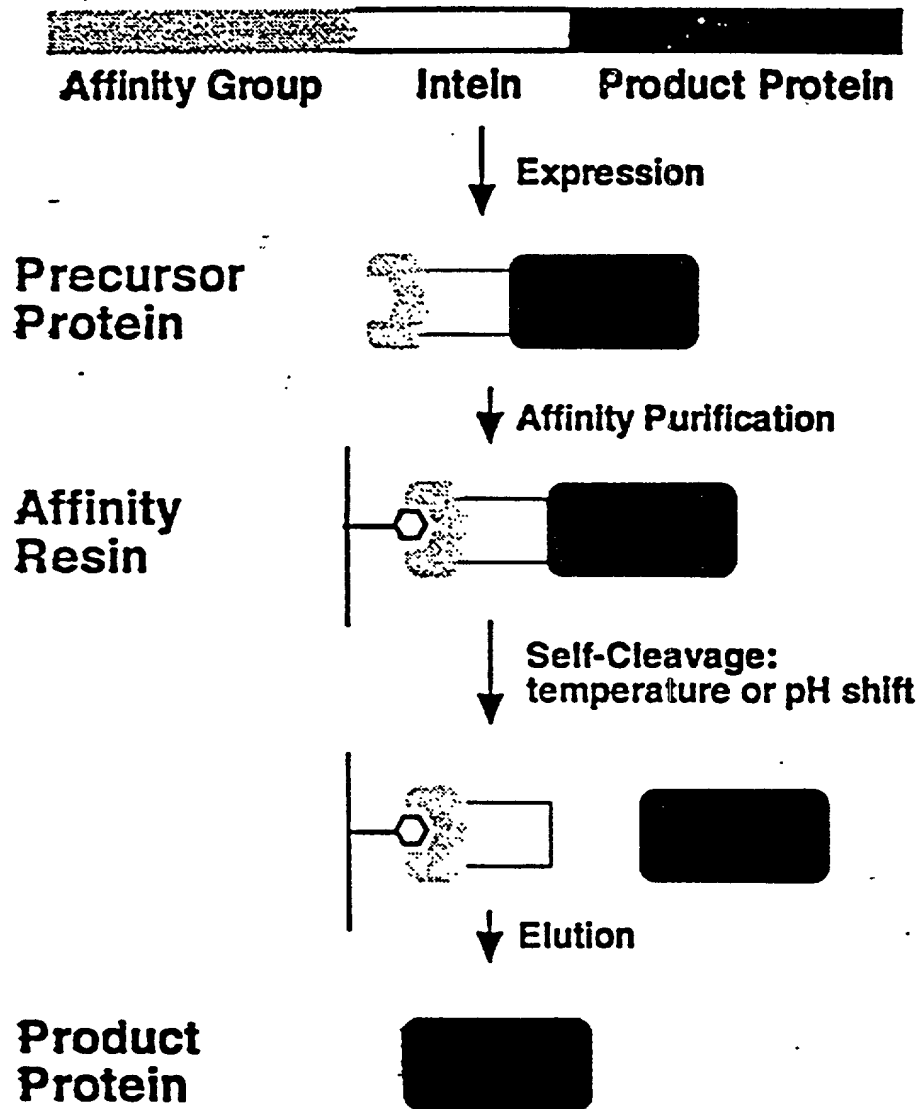 Affinity Group Intein Product Protein
Expression
Precursor
Protein
Affinity Purification
Affinity
Resin
Self-Cleavage:
temperature or pH shift
Elution
Product
Protein